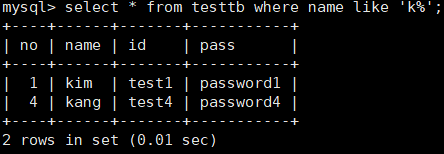 mysql> select * from testtb where name like 'k%';
+----+------+-------+-----------+
| no | name | id    | pass      |
+----+------+-------+-----------+
|  1 | kim  | test1 | password1 |
|  4 | kang | test4 | password4 |
+----+------+-------+-----------+
2 rows in set (0.01 sec)